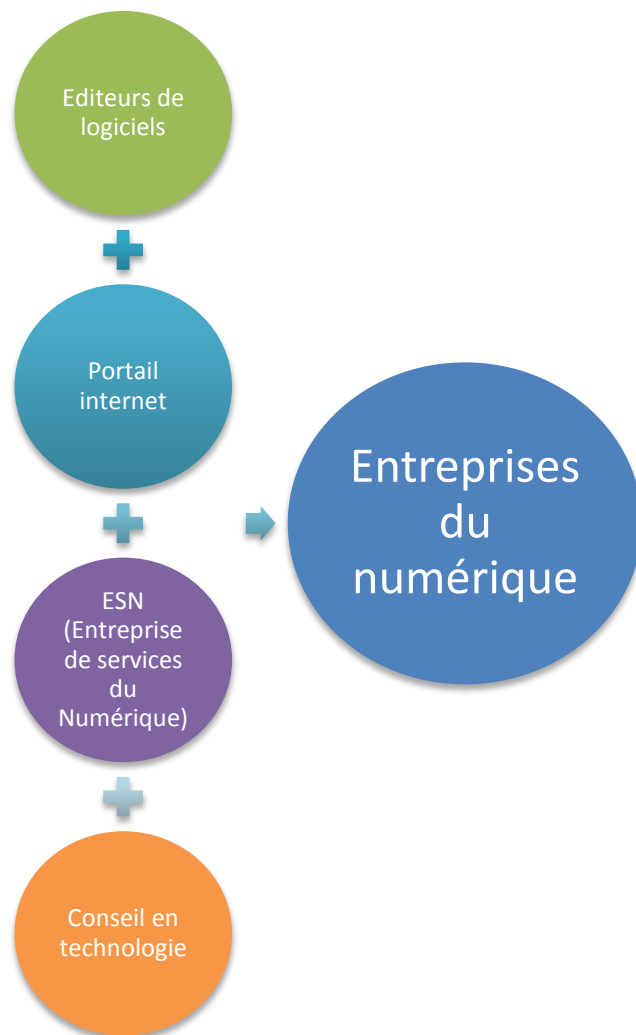 Editeurs de
logiciels
Portail
internet
ESN
(Entreprise
de services
du
Numérique)
Conseil en
technologie
Entreprises
du
numérique